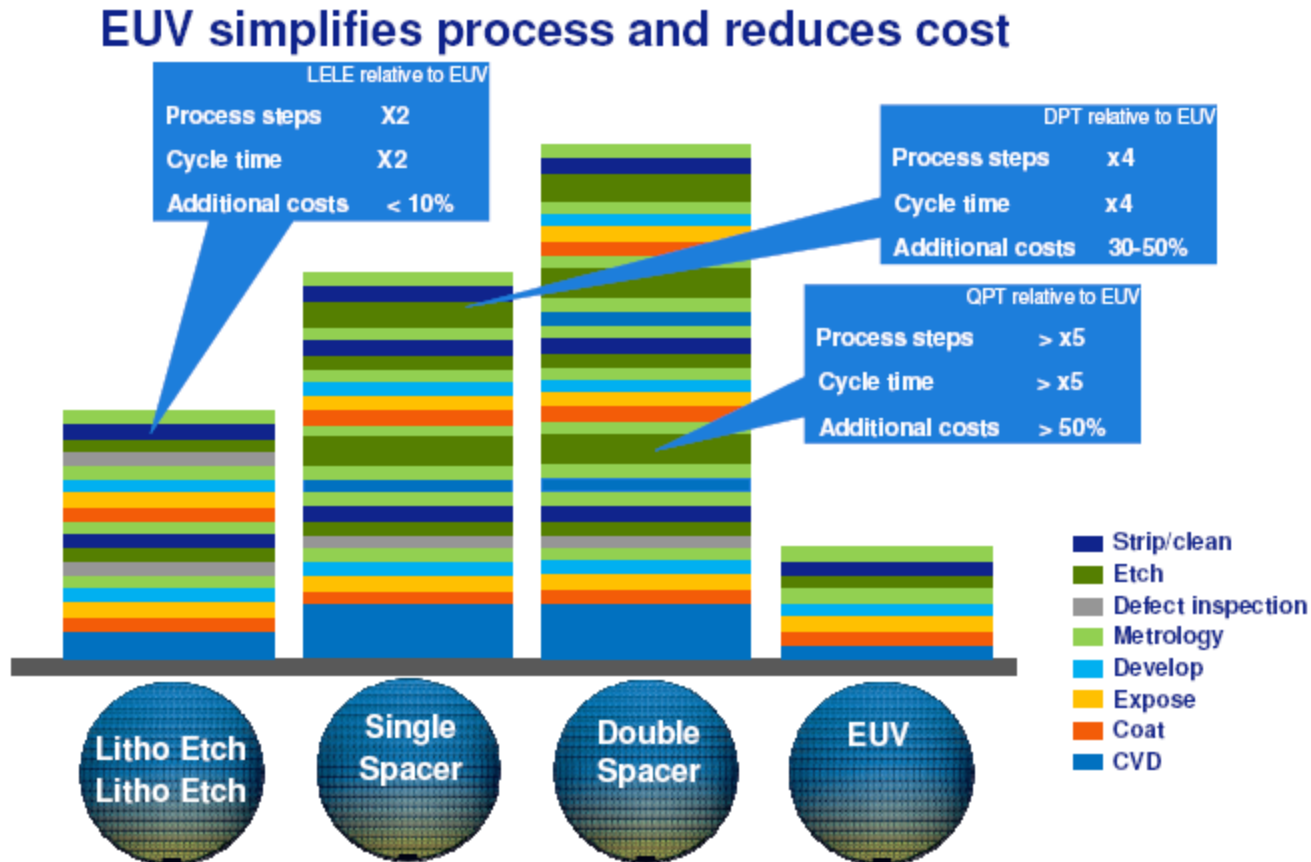 EUV simplifies process and reduces cost
LELE relative to EUV
Process steps X2
Cycle time X2
Additional costs < 10%
DPT relative to EUV
Process steps x4
Cycle time x4
Additional costs 30-50%
QPT relative to EUV
Process steps > x5
Cycle time > x5
Additional costs > 50%
Strip/clean
Etch
Defect inspection
Metrology
Develop
Expose
Coat
CVD
Litho Etch
Litho Etch
Single
Spacer
Double
Spacer
EUV